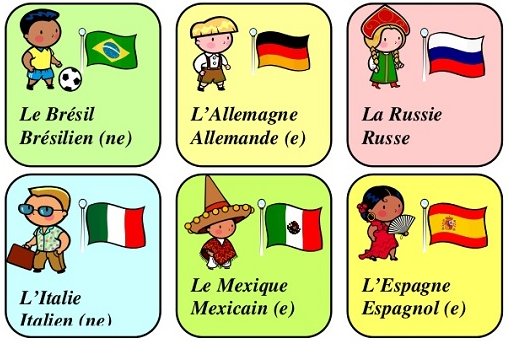 Le Brésil
Brésilien (ne)
L'Allemagne
Allemande (e)
La Russie
Russe
L'Italie
Italien (ne)
Le Mexique
Mexicain (e)
L'Espagne
Espagnol (e)